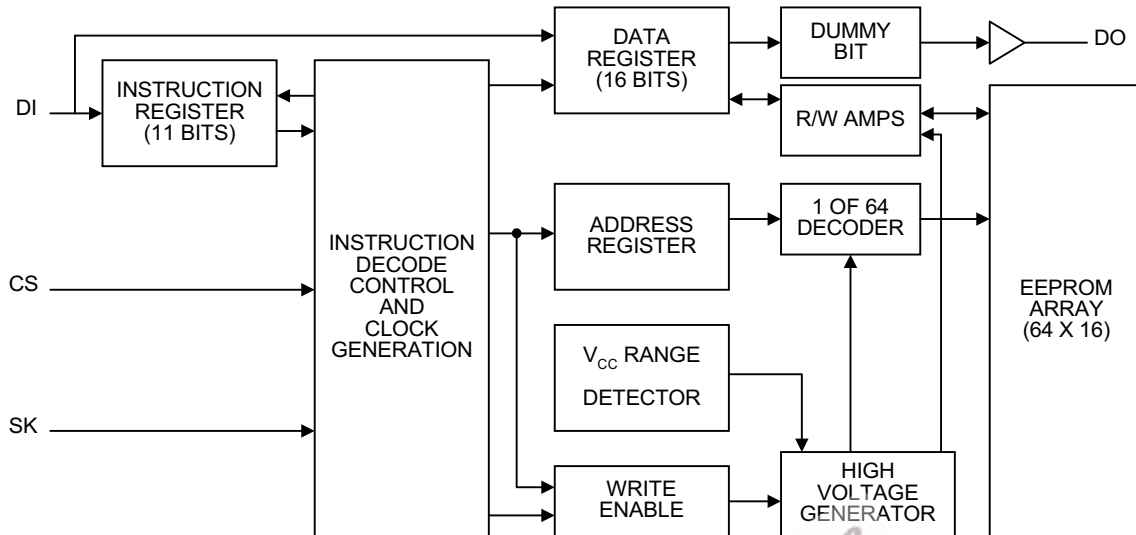 DI
CS
SK
INSTRUCTION
REGISTER
(11 BITS)
INSTRUCTION
DECODE
CONTROL
AND
CLOCK
GENERATION
DATA
REGISTER
(16 BITS)
DUMMY
BIT
DO
R/W AMPS
ADDRESS
REGISTER
1 OF 64
DECODER
EEPROM
ARRAY
(64 X 16)
VCC RANGE
DETECTOR
WRITE
ENABLE
HIGH
VOLTAGE
GENERATOR